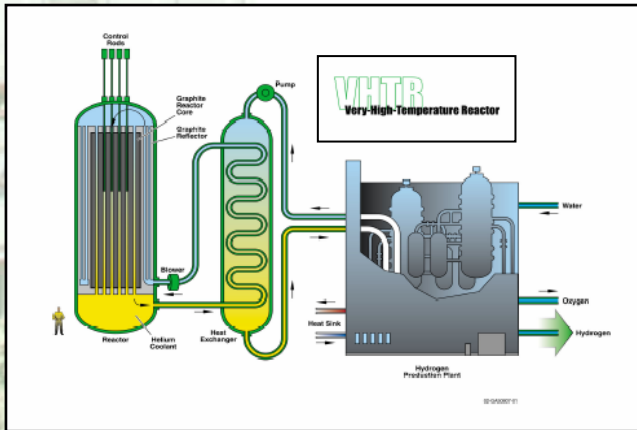 Control
Rods
Graphite
Reactor
Core
Graphite
Reflector
Pump
VHTR
Very-High-Temperature Reactor
Water
Blower
Oxygen
Heat Sink
Hydrogen
Reactor
Helium
Coolant
Heat
Exchanger
Hydrogen
Production Plant